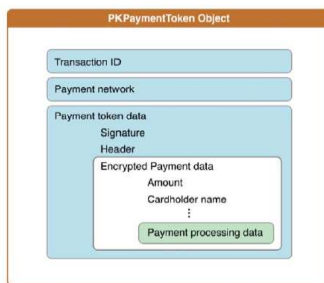 PKPaymentToken Object
Transaction ID
Payment network
Payment token data
Signature
Header
Encrypted Payment data
Amount
Cardholder name
⋮
Payment processing data